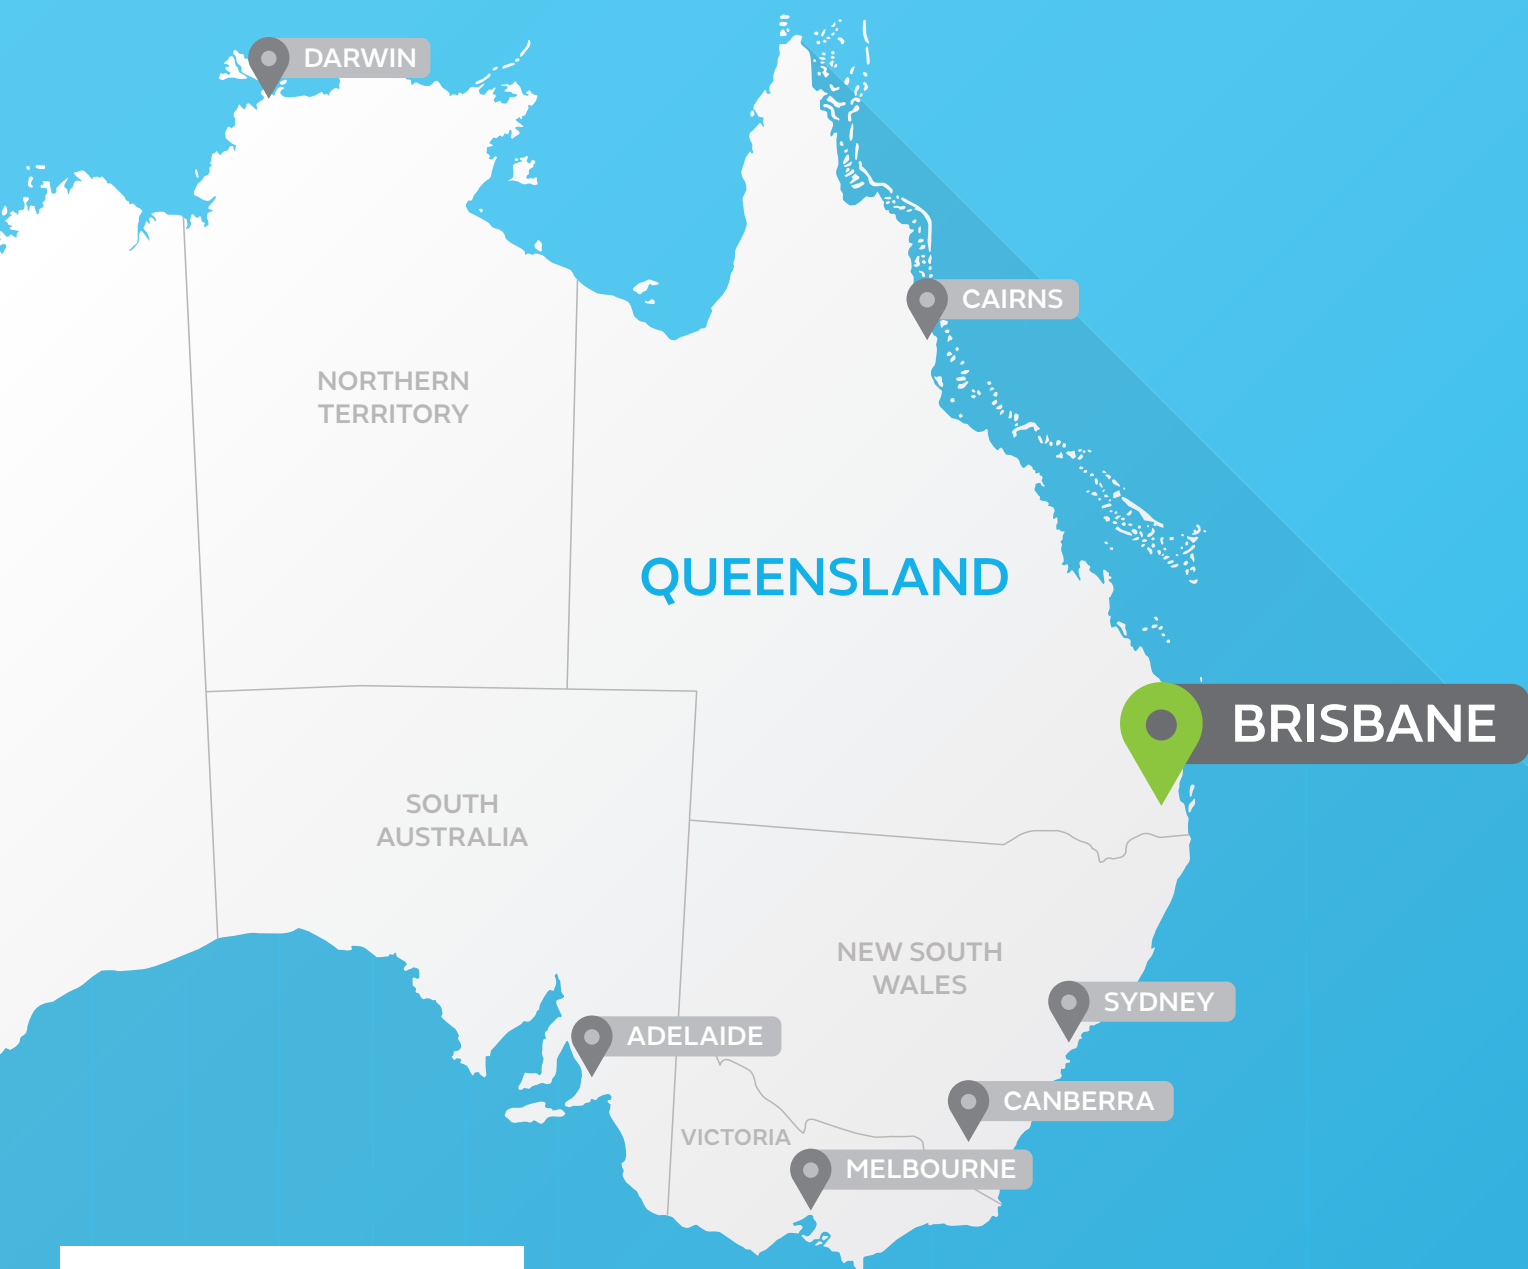 DARWIN
CAIRNS
NORTHERN
TERRITORY
QUEENSLAND
BRISBANE
SOUTH
AUSTRALIA
NEW SOUTH
WALES
SYDNEY
ADELAIDE
CANBERRA
VICTORIA
MELBOURNE